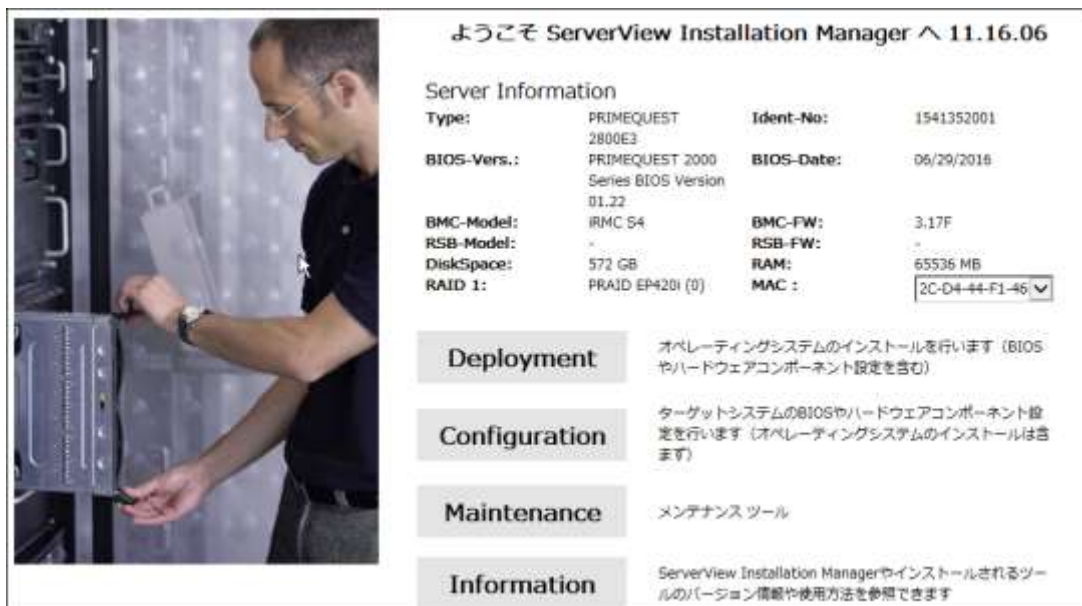 ようこそ ServerView Installation Manager へ 11.16.06
Server Information
Type: PRIMEQUEST 2800E3 Ident-No: 1541352001
BIOS-Vers.: PRIMEQUEST 2000 Series BIOS Version 01.22 BIOS-Date: 06/29/2016
BMC-Model: iRMC S4 BMC-FW: 3.17F
RSB-Model: - RSB-FW: -
DiskSpace: 572 GB RAM: 65536 MB
RAID 1: PRAID EP420i (0) MAC : 2C-D4-44-F1-46
Deployment
オペレーティングシステムのインストールを行います（BIOS
やハードウェアコンポーネント設定を含む）
Configuration
ターゲットシステムのBIOSやハードウェアコンポーネント設
定を行います（オペレーティングシステムのインストールは含
まず）
Maintenance
メンテナンス ツール
Information
ServerView Installation Managerやインストールされるツー
ルのバージョン情報や使用方法を参照できます